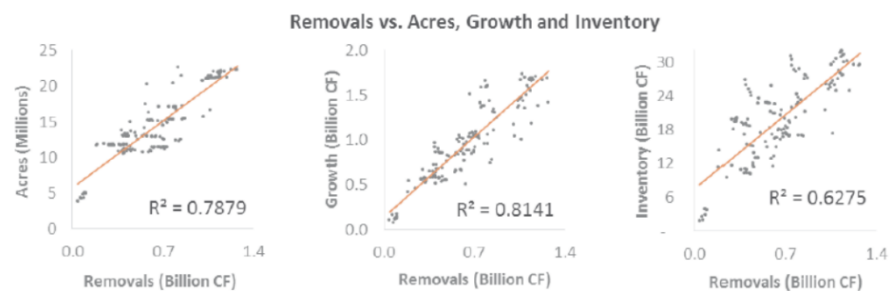 Removals vs. Acres, Growth and Inventory
Acres (Millions)
25
20
15
10
5
0
R² = 0.7879
0.0 0.7 1.4
Removals (Billion CF)
Growth (Billion CF)
2.0
1.5
1.0
0.5
0.0
R² = 0.8141
0.0 0.7 1.4
Removals (Billion CF)
Inventory (Billion CF)
30
24
18
12
6
-
R² = 0.6275
0.0 0.7 1.4
Removals (Billion CF)